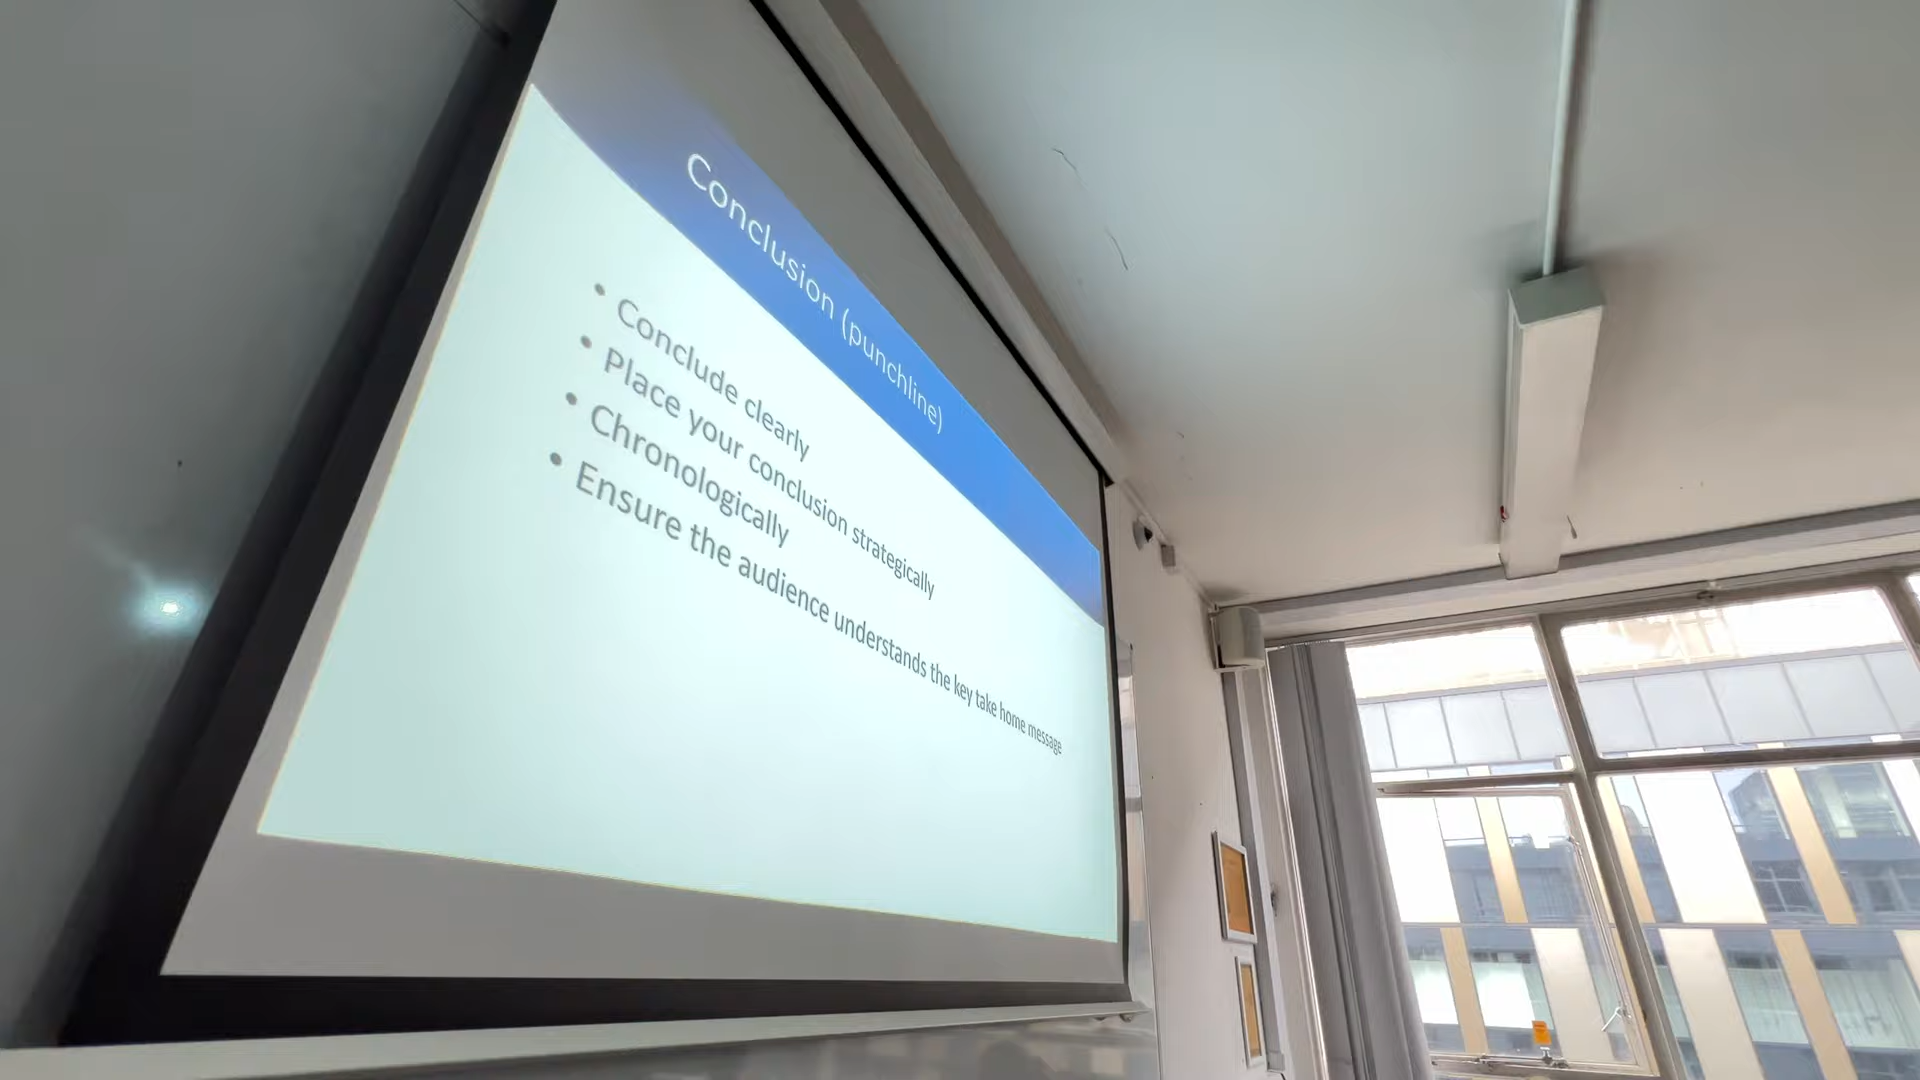 Conclusion (punchline)
• Conclude clearly
• Place your conclusion strategically
• Chronologically
• Ensure the audience understands the key take home message